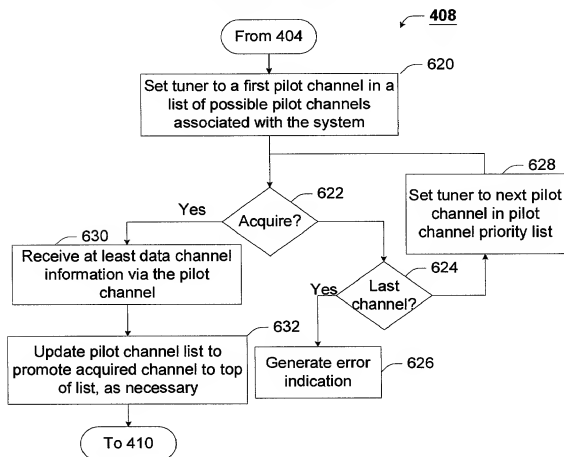 408
From 404
620
Set tuner to a first pilot channel in a
list of possible pilot channels
associated with the system
628
Set tuner to next pilot
channel in pilot
channel priority list
622
Yes
Acquire?
630
Receive at least data channel
information via the pilot
channel
624
Yes
Last
channel?
632
Update pilot channel list to
promote acquired channel to top
of list, as necessary
Generate error
indication
626
To 410